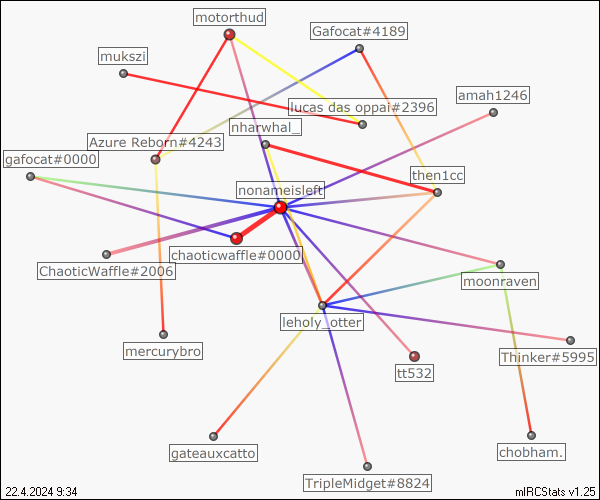 motorthud
Gafocat#4189
mukszi
amah1246
lucas das oppai#2396
nharwhal_
Azure Reborn#4243
gafocat#0000
then1cc
nonameisleft
chaoticwaffle#0000
ChaoticWaffle#2006
moonraven
leholy_otter
mercurybro
Thinker#5995
tt532
gateauxcatto
chobham.
TripleMidget#8824
22.4.2024 9:34
mIRCStats v1.25